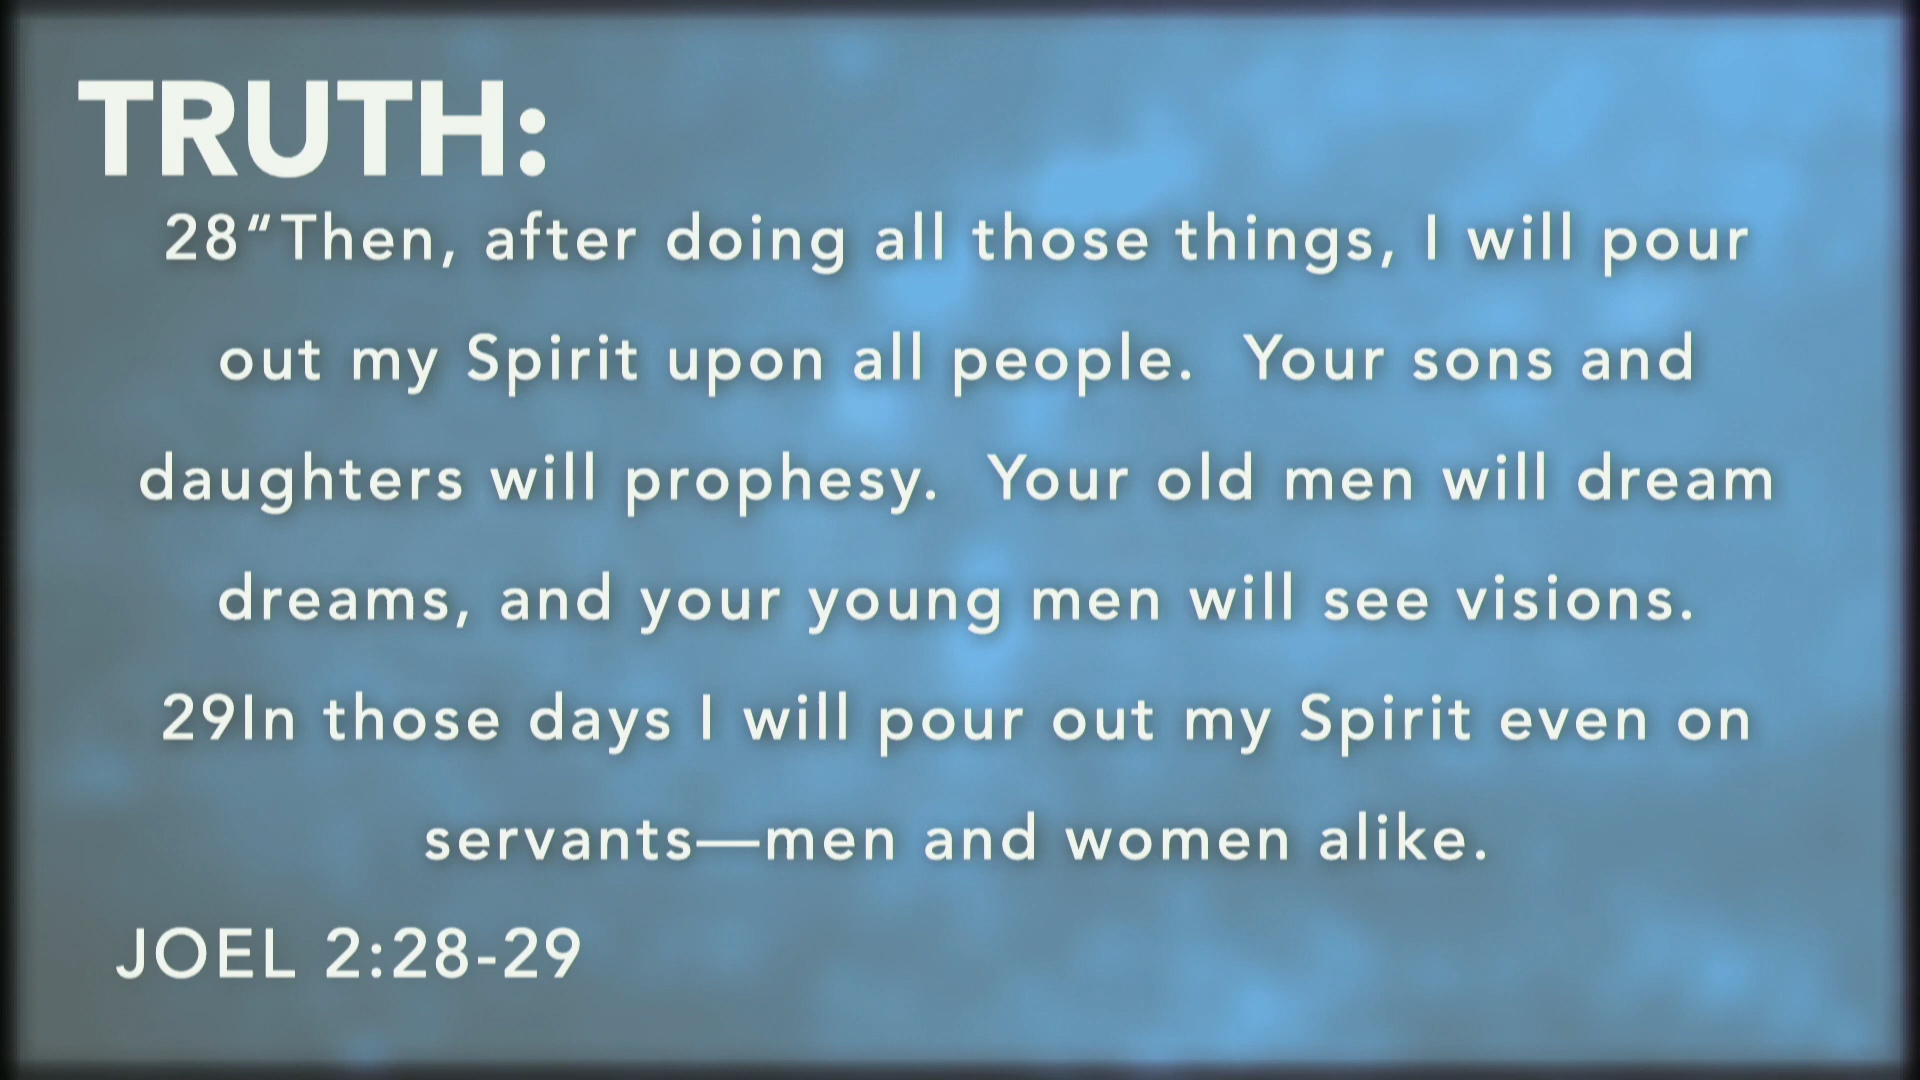 TRUTH:
28“Then, after doing all those things, I will pour
out my Spirit upon all people.  Your sons and
daughters will prophesy.  Your old men will dream
dreams, and your young men will see visions.
29In those days I will pour out my Spirit even on
servants—men and women alike.
JOEL 2:28-29